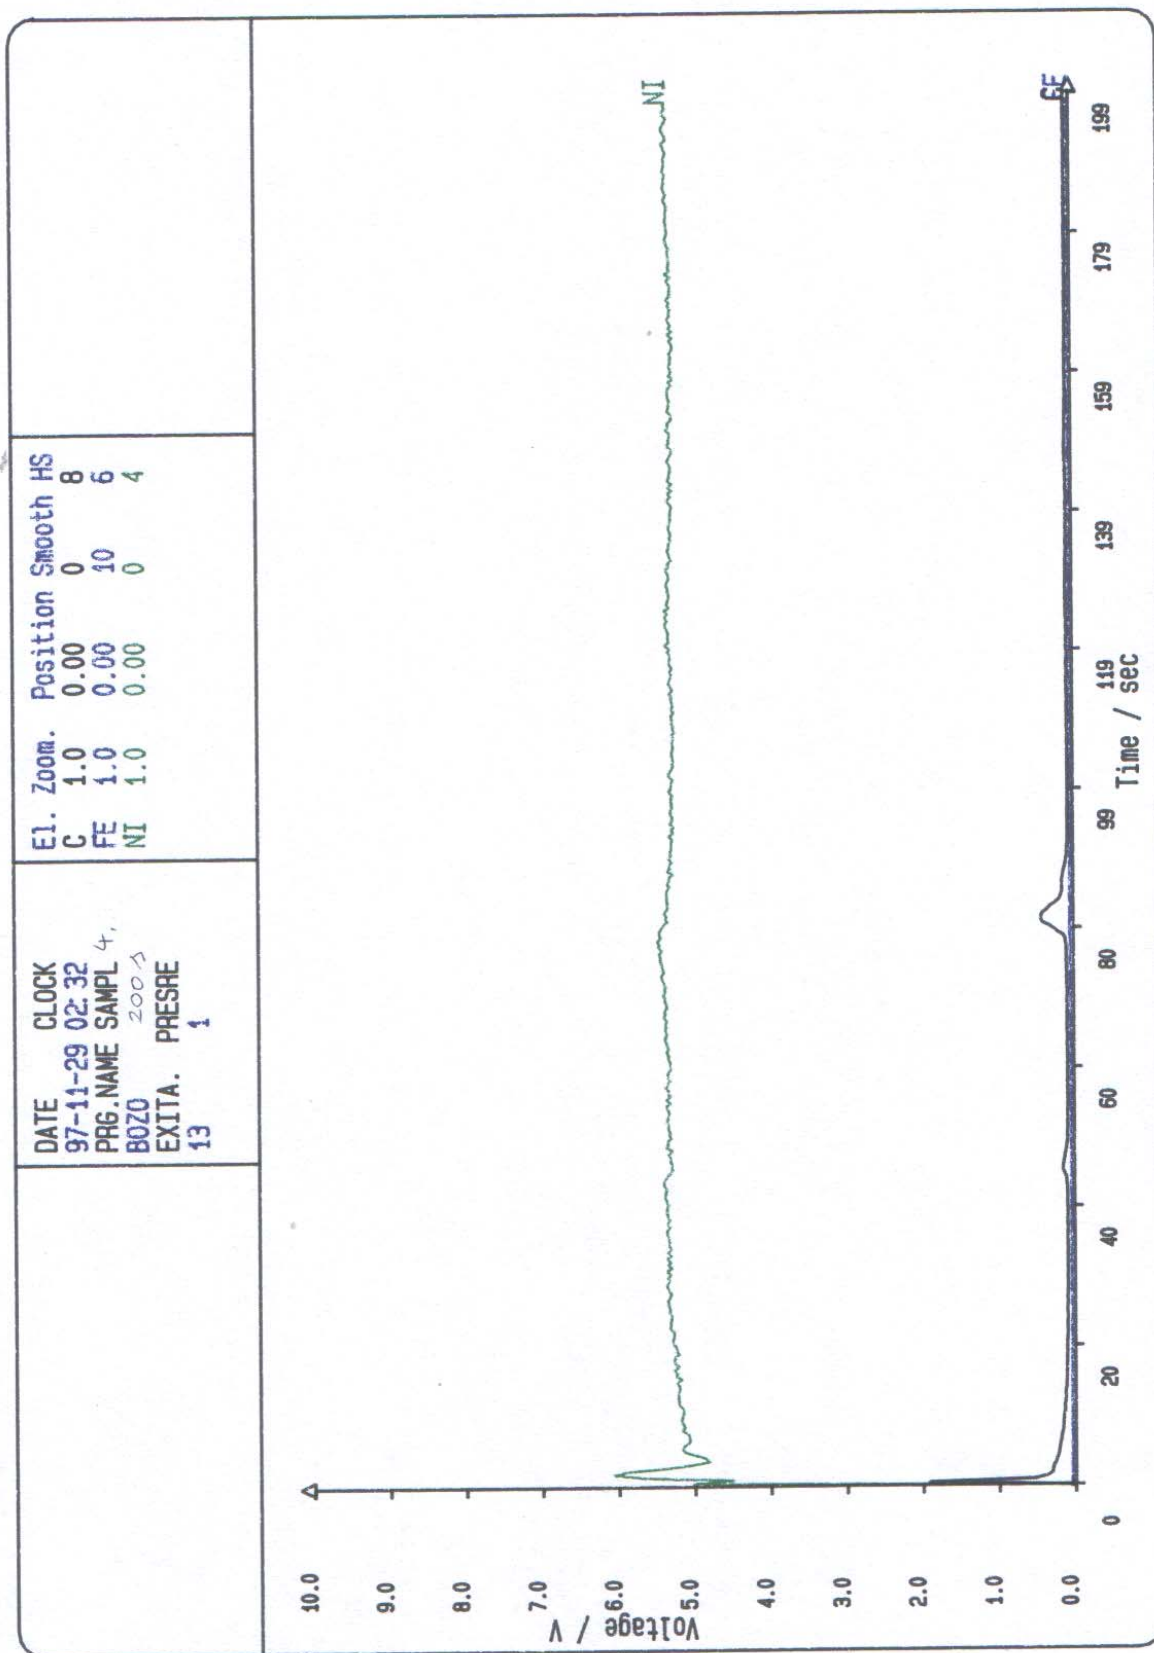 DATE CLOCK
97-11-29 02:32
PRG.NAME SAMPL 4,
BOZO 200s
EXITA. PRESRE
13 1
El. Zoom. Position Smooth HS
C 1.0 0.00 0 8
FE 1.0 0.00 10 6
NI 1.0 0.00 0 4
10.0
9.0
8.0
7.0
6.0
5.0
4.0
3.0
2.0
1.0
0.0
Voltage / V
NI
0 20 40 60 80 99 119 139 159 179 199
Time / sec